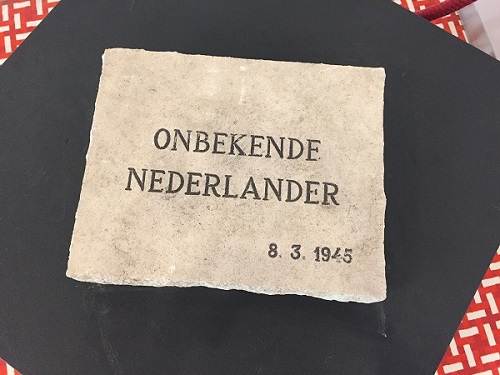 ONBEKENDE
NEDERLANDER
8. 3. 1945